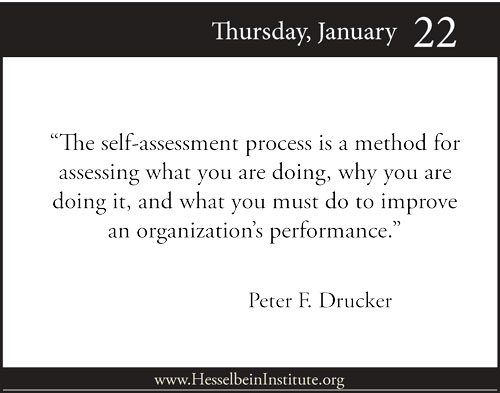 Thursday, January 22
“The self-assessment process is a method for
assessing what you are doing, why you are
doing it, and what you must do to improve
an organization’s performance.”
Peter F. Drucker
www.HesselbeinInstitute.org